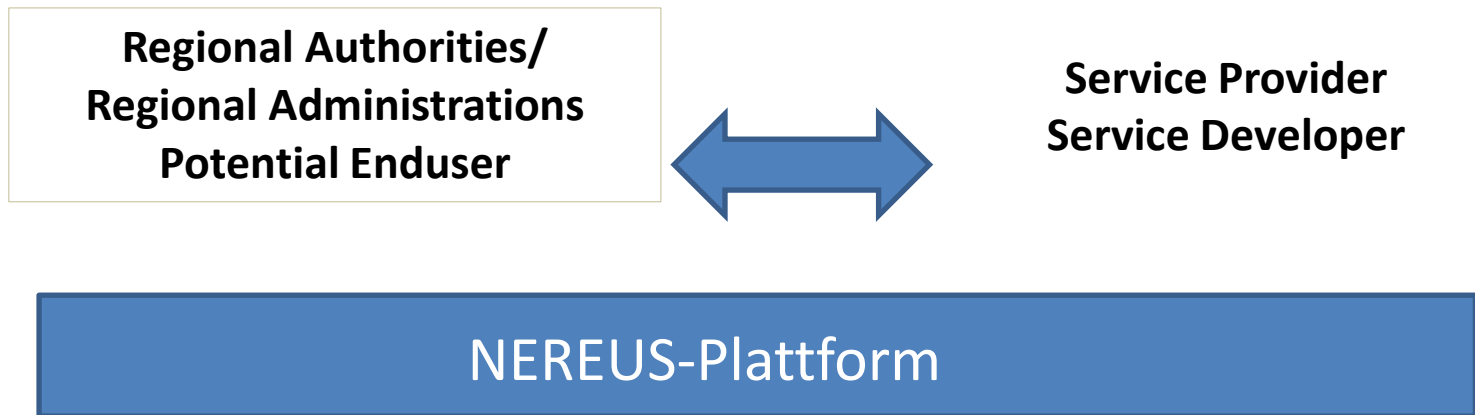 Regional Authorities/
Regional Administrations
Potential Enduser
Service Provider
Service Developer
NEREUS-Plattform